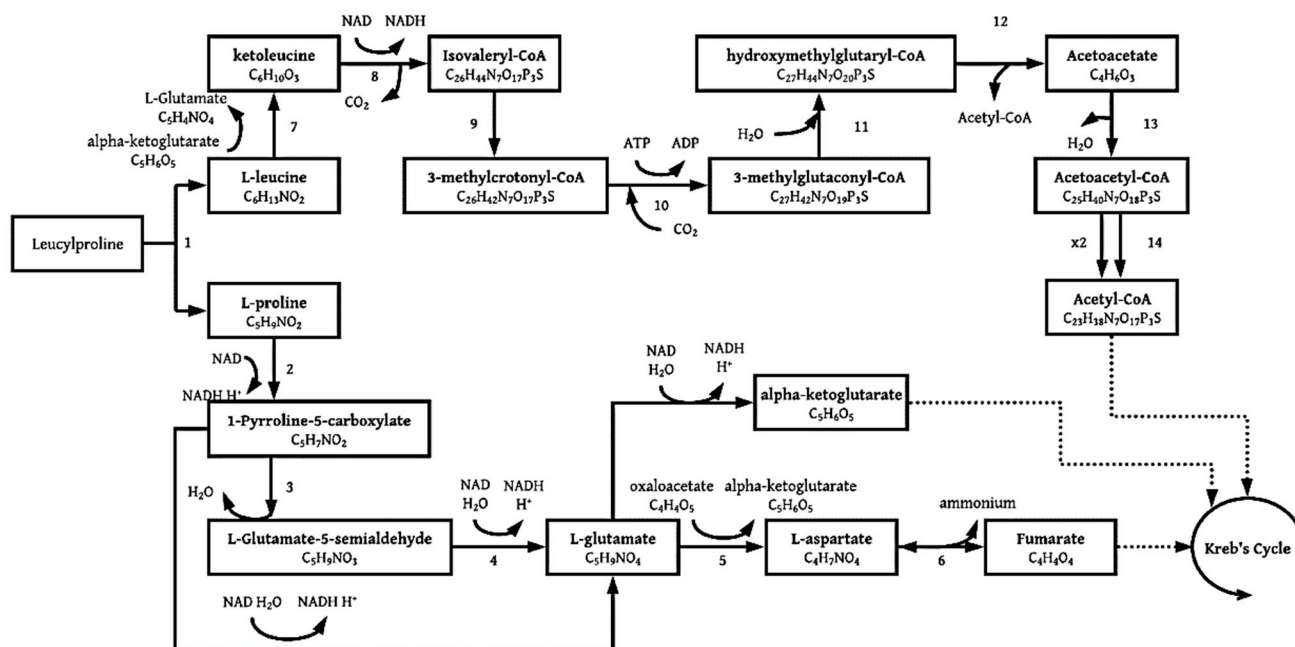 NAD NADH
12
ketoleucine
C₆H₁₀O₃
8
CO₂
Isovaleryl-CoA
C₂₆H₄₄N₇O₁₇P₃S
hydroxymethylglutaryl-CoA
C₂₇H₄₄N₇O₂₀P₃S
Acetyl-CoA
Acetoacetate
C₄H₆O₃
L-Glutamate
C₅H₄NO₄
alpha-ketoglutarate
C₅H₆O₅
7
9
ATP ADP
H₂O
11
H₂O
13
L-leucine
C₆H₁₃NO₂
3-methylcrotonyl-CoA
C₂₆H₄₂N₇O₁₇P₃S
10
CO₂
3-methylglutaconyl-CoA
C₂₇H₄₂N₇O₁₉P₃S
Acetoacetyl-CoA
C₂₅H₄₀N₇O₁₈P₃S
Leucylproline
1
x2
14
L-proline
C₅H₉NO₂
Acetyl-CoA
C₂₃H₃₈N₇O₁₇P₃S
NAD
2
NADH H⁺
NAD
H₂O
NADH
H⁺
alpha-ketoglutarate
C₅H₆O₅
1-Pyrroline-5-carboxylate
C₅H₇NO₂
H₂O
3
NAD
H₂O
NADH
H⁺
oxaloacetate
C₄H₄O₅
alpha-ketoglutarate
C₅H₆O₅
ammonium
L-Glutamate-5-semialdehyde
C₅H₉NO₃
4
L-glutamate
C₅H₉NO₄
5
L-aspartate
C₄H₇NO₄
6
Fumarate
C₄H₄O₄
Kreb's Cycle
NAD H₂O NADH H⁺